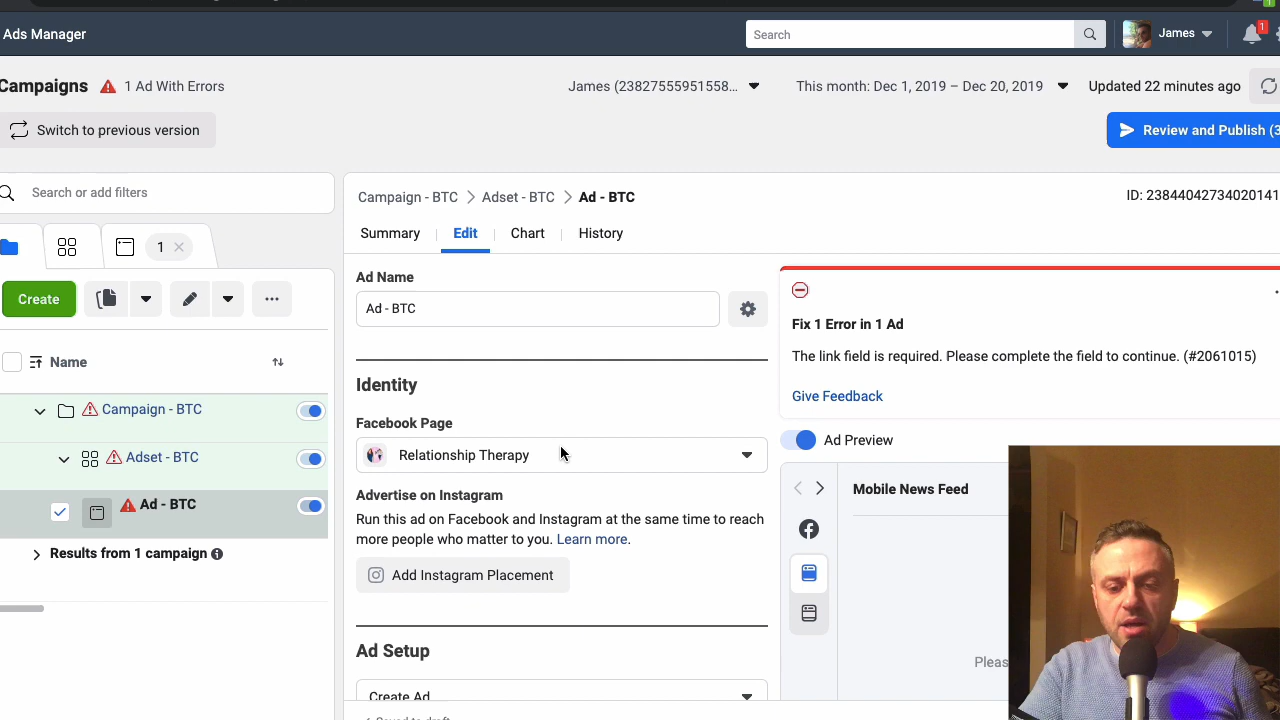 Ads Manager
Search
James
1
Campaigns
1 Ad With Errors
James (23827555951558...
This month: Dec 1, 2019 – Dec 20, 2019
Updated 22 minutes ago
Switch to previous version
Review and Publish (3
Search or add filters
Campaign - BTC
Adset - BTC
Ad - BTC
ID: 23844042734020141
1
Summary
Edit
Chart
History
Create
Name
Campaign - BTC
Adset - BTC
Ad - BTC
Results from 1 campaign
Ad Name
Ad - BTC
Identity
Facebook Page
Relationship Therapy
Advertise on Instagram
Run this ad on Facebook and Instagram at the same time to reach
more people who matter to you. Learn more.
Add Instagram Placement
Ad Setup
Create Ad
Saved to draft
Fix 1 Error in 1 Ad
The link field is required. Please complete the field to continue. (#2061015)
Give Feedback
Ad Preview
Mobile News Feed
Pleas